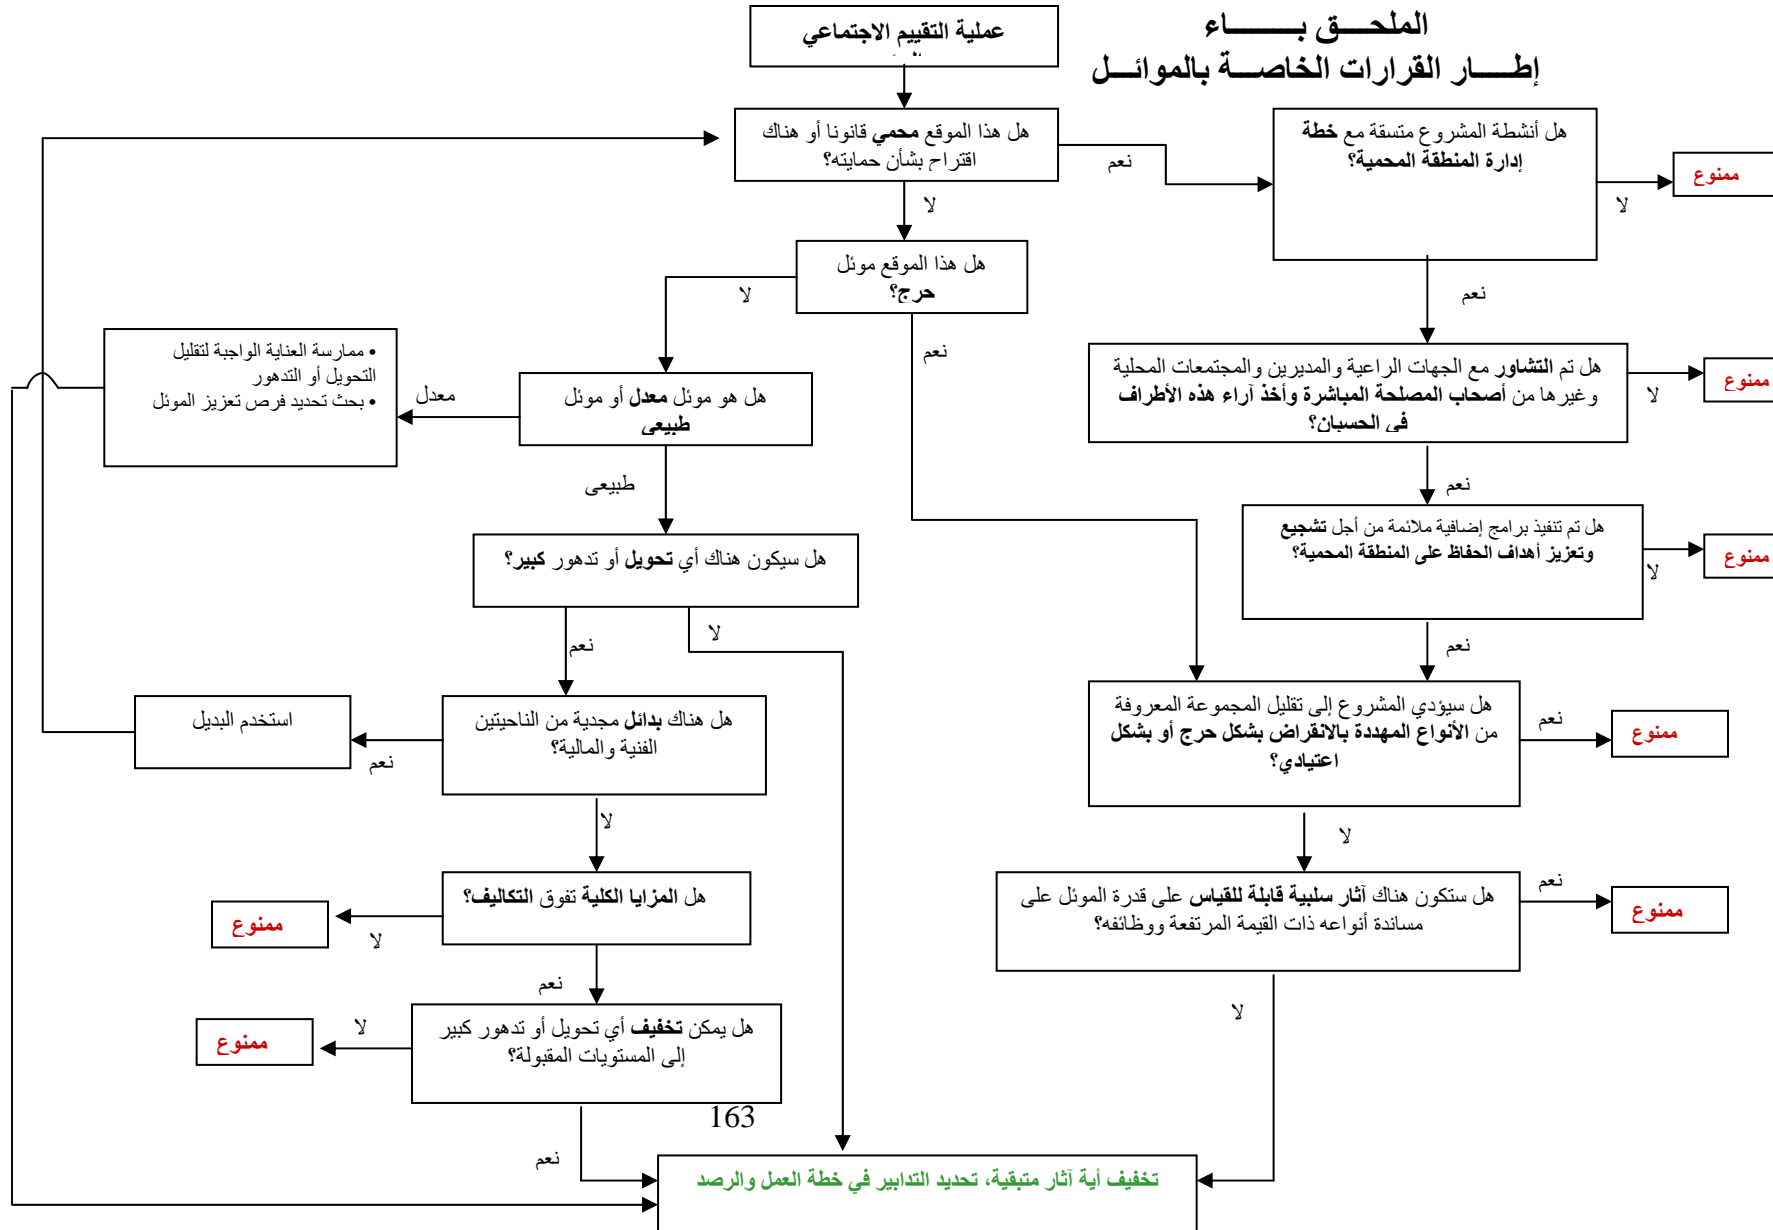 الملحق بــاء
إطــار القرارات الخاصــة بالموائــل
عملية التقييم الاجتماعي
هل هذا الموقع محمي قانونا أو هناك
اقتراح بشأن حمايته؟
نعم
لا
هل أنشطة المشروع متسقة مع خطة
إدارة المنطقة المحمية؟
لا
ممنوع
نعم
هل تم التشاور مع الجهات الراعية والمديرين والمجتمعات المحلية
وغيرها من أصحاب المصلحة المباشرة وأخذ آراء هذه الأطراف
في الحسبان؟
لا
ممنوع
نعم
هل تم تنفيذ برامج إضافية ملائمة من أجل تشجيع
وتعزيز أهداف الحفاظ على المنطقة المحمية؟
لا
ممنوع
نعم
هل سيؤدي المشروع إلى تقليل المجموعة المعروفة
من الأنواع المهددة بالانقراض بشكل حرج أو بشكل
اعتيادي؟
نعم
ممنوع
لا
هل ستكون هناك آثار سلبية قابلة للقياس على قدرة الموئل على
مساندة أنواعه ذات القيمة المرتفعة ووظائفه؟
نعم
ممنوع
لا
هل هذا الموقع موئل
حرج؟
لا
نعم
هل هو موئل معدل أو موئل
طبيعي
معدل
• ممارسة العناية الواجبة لتقليل
التحويل أو التدهور
• بحث تحديد فرص تعزيز الموئل
طبيعى
هل سيكون هناك أي تحويل أو تدهور كبير؟
لا
نعم
هل هناك بدائل مجدية من الناحيتين
الفنية والمالية؟
نعم
استخدم البديل
لا
هل المزايا الكلية تفوق التكاليف؟
لا
ممنوع
نعم
هل يمكن تخفيف أي تحويل أو تدهور كبير
إلى المستويات المقبولة؟
لا
ممنوع
نعم
163
تخفيف أية آثار متبقية، تحديد التدابير في خطة العمل والرصد